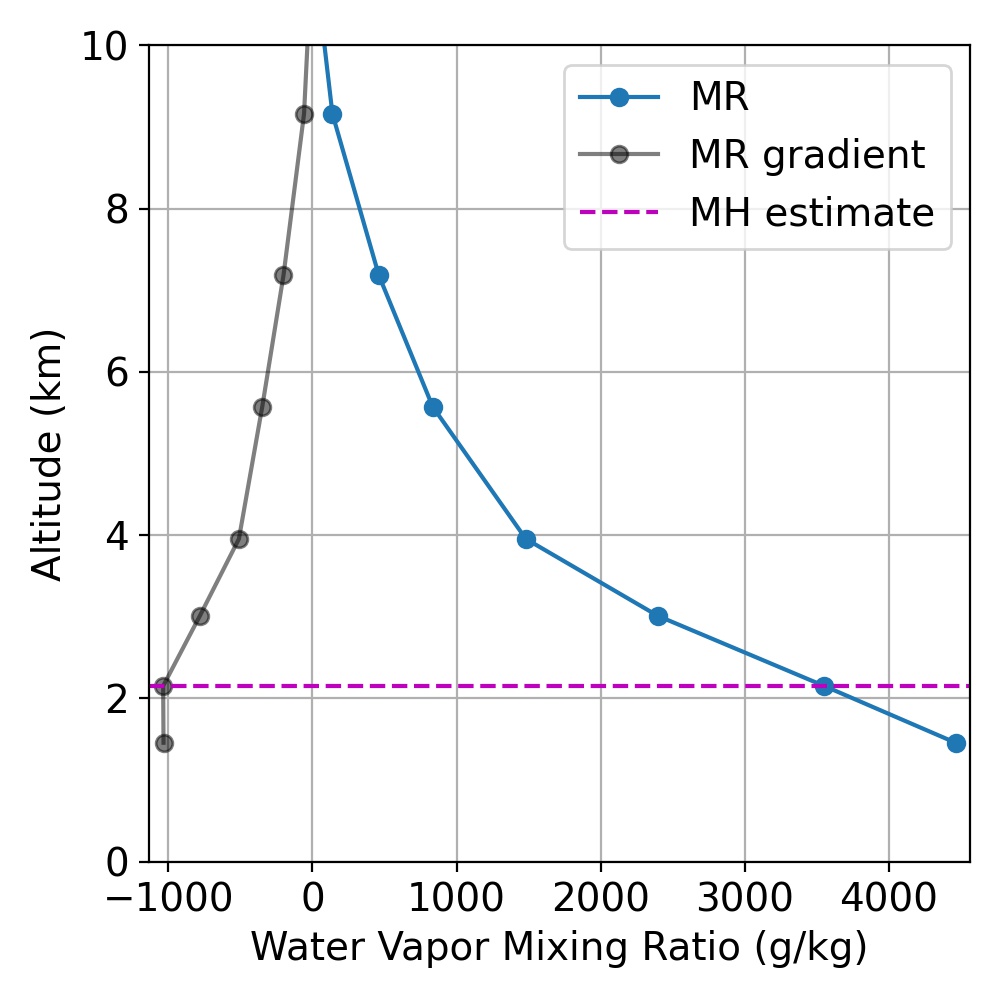 10
8
6
4
2
0
Altitude (km)
MR
MR gradient
MH estimate
−1000 0 1000 2000 3000 4000
Water Vapor Mixing Ratio (g/kg)